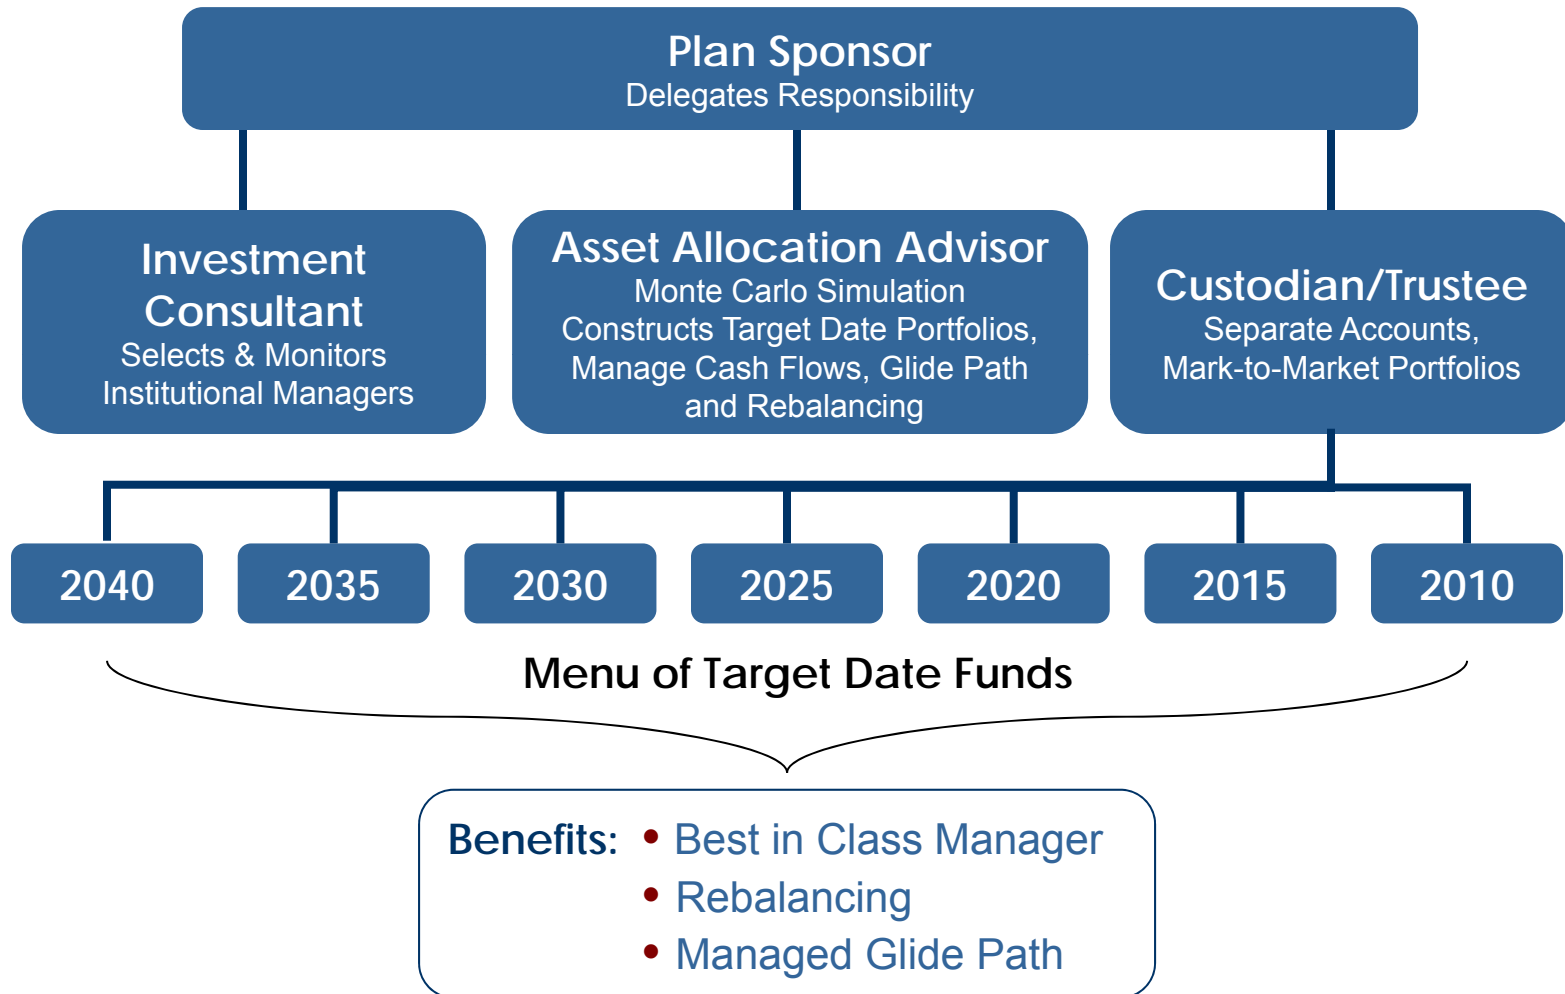 Plan Sponsor
Delegates Responsibility
Investment
Consultant
Selects & Monitors
Institutional Managers
Asset Allocation Advisor
Monte Carlo Simulation
Constructs Target Date Portfolios,
Manage Cash Flows, Glide Path
and Rebalancing
Custodian/Trustee
Separate Accounts,
Mark-to-Market Portfolios
2040
2035
2030
2025
2020
2015
2010
Menu of Target Date Funds
Benefits: • Best in Class Manager
• Rebalancing
• Managed Glide Path